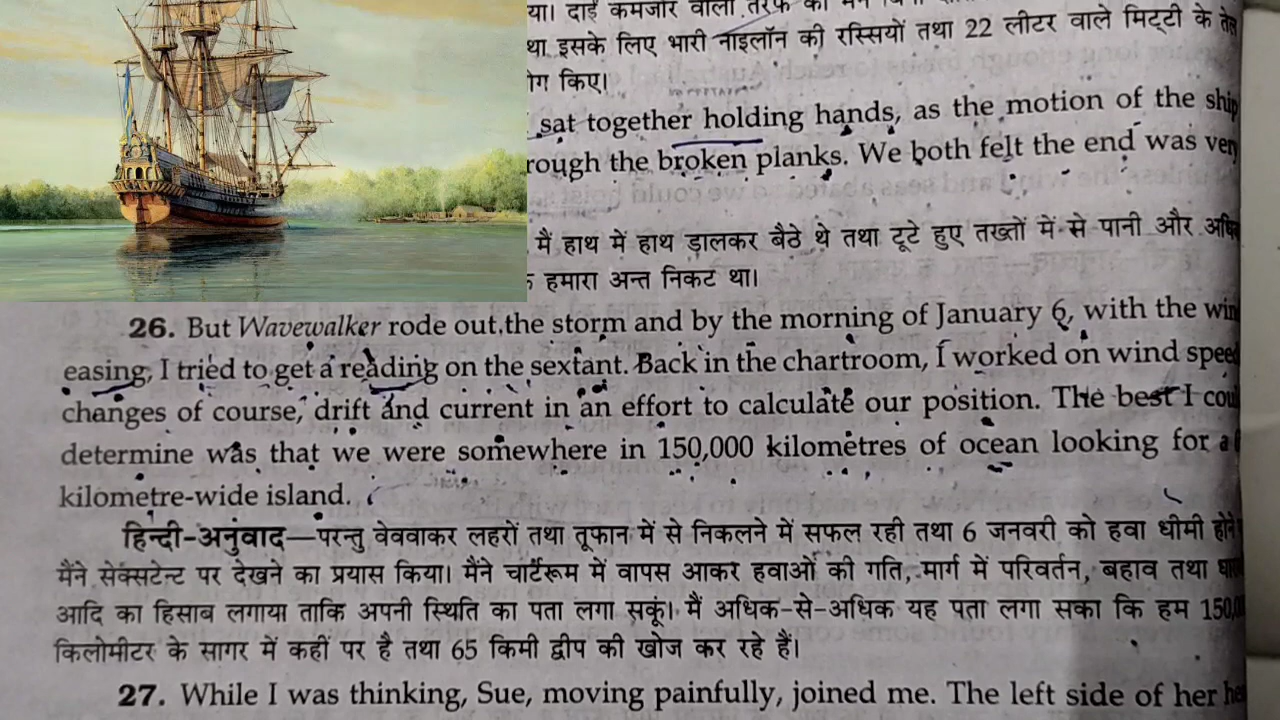 या। दाईं कमजोर वाली तरफ को मैंने
था इसके लिए भारी नाइलॉन की रस्सियों तथा 22 लीटर वाले मिट्टी के तेल
ोग किए।
sat together holding hands, as the motion of the ship
rough the broken planks. We both felt the end was very
मैं हाथ में हाथ डालकर बैठे थे तथा टूटे हुए तख्तों में से पानी और
हमारा अन्त निकट था।
26. But Wavewalker rode out the storm and by the morning of January 6, with the win
easing, I tried to get a reading on the sextant. Back in the chartroom, I worked on wind speed
changes of course, drift and current in an effort to calculate our position. The best I cou
determine was that we were somewhere in 150,000 kilometres of ocean looking for a
kilometre-wide island.
हिन्दी-अनुवाद—परन्तु वेववाकर लहरों तथा तूफान में से निकलने में सफल रही तथा 6 जनवरी को हवा धीमी होने
मैंने सेक्सटेन्ट पर देखने का प्रयास किया। मैंने चार्टरूम में वापस आकर हवाओं की गति, मार्ग में परिवर्तन, बहाव तथा
आदि का हिसाब लगाया ताकि अपनी स्थिति का पता लगा सकूं। मैं अधिक-से-अधिक यह पता लगा सका कि हम 150,0
किलोमीटर के सागर में कहीं पर है तथा 65 किमी द्वीप की खोज कर रहे हैं।
27. While I was thinking, Sue, moving painfully, joined me. The left side of her he